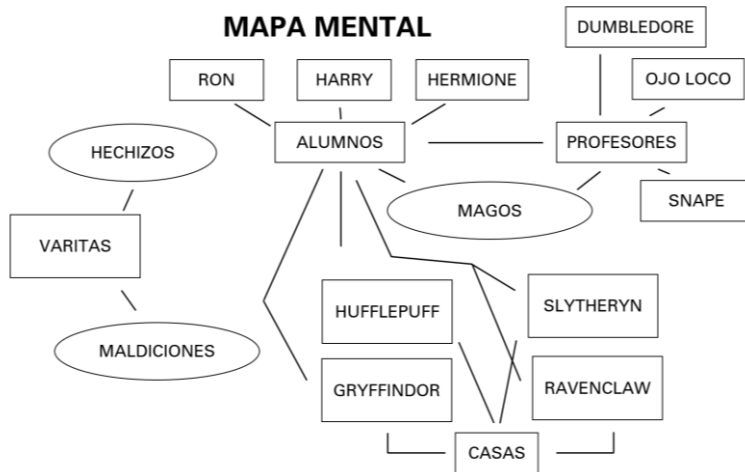 MAPA MENTAL
DUMBLEDORE
RON
HARRY
HERMIONE
OJO LOCO
ALUMNOS
PROFESORES
HECHIZOS
MAGOS
SNAPE
VARITAS
HUFFLEPUFF
SLYTHERYN
MALDICIONES
GRYFFINDOR
RAVENCLAW
CASAS